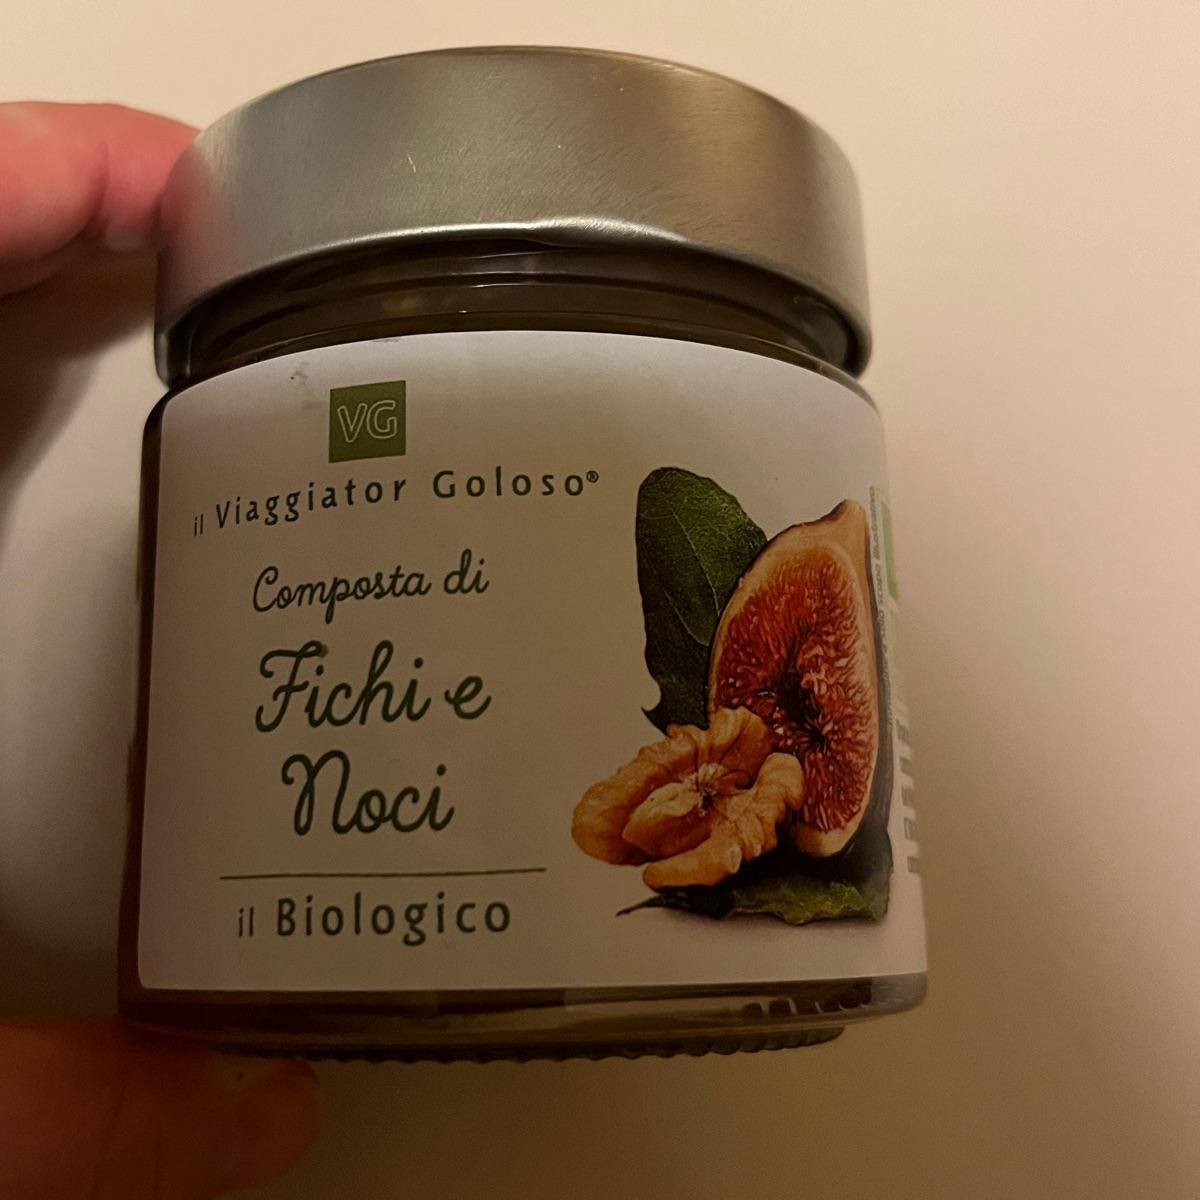 VG
il Viaggiator Goloso®
Composta di
Fichi e
Noci
il Biologico